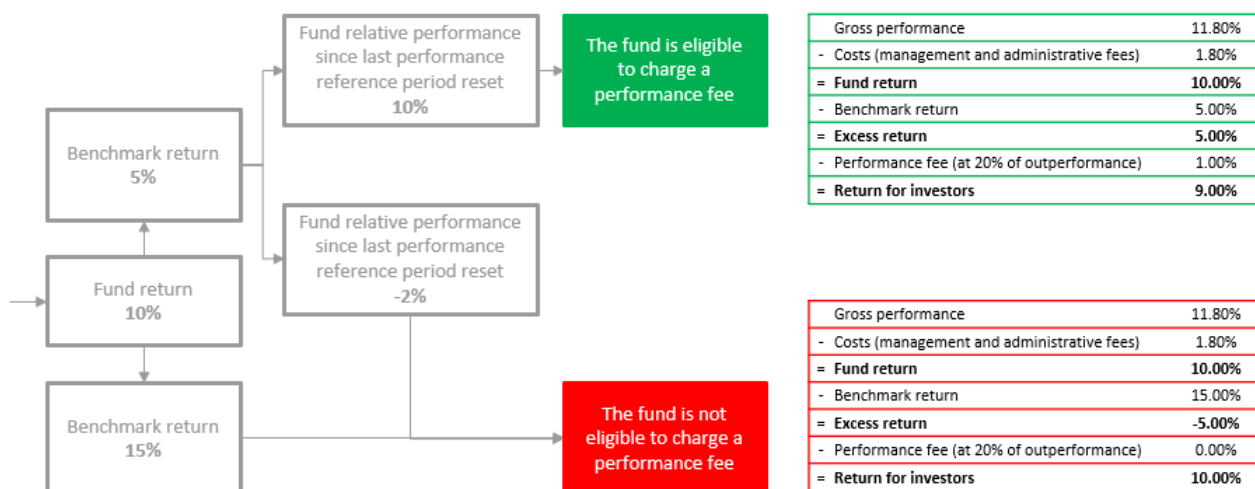 Fund relative performance
since last performance
reference period reset
10%
The fund is eligible
to charge a
performance fee
Benchmark return
5%
Fund relative performance
since last performance
reference period reset
-2%
Fund return
10%
Benchmark return
15%
The fund is not
eligible to charge a
performance fee
Gross performance 11.80%
- Costs (management and administrative fees) 1.80%
= Fund return 10.00%
- Benchmark return 5.00%
= Excess return 5.00%
- Performance fee (at 20% of outperformance) 1.00%
= Return for investors 9.00%
Gross performance 11.80%
- Costs (management and administrative fees) 1.80%
= Fund return 10.00%
- Benchmark return 15.00%
= Excess return -5.00%
- Performance fee (at 20% of outperformance) 0.00%
= Return for investors 10.00%